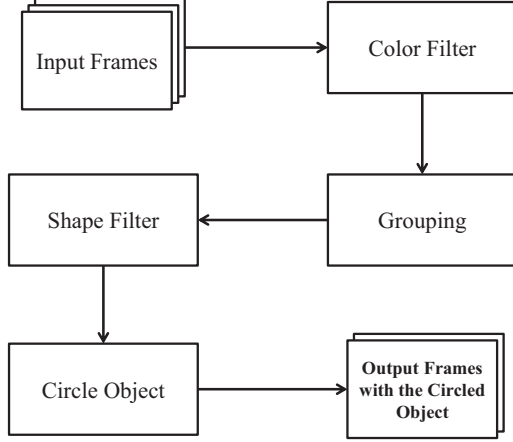 Input Frames
Color Filter
Grouping
Shape Filter
Circle Object
Output Frames
with the Circled
Object